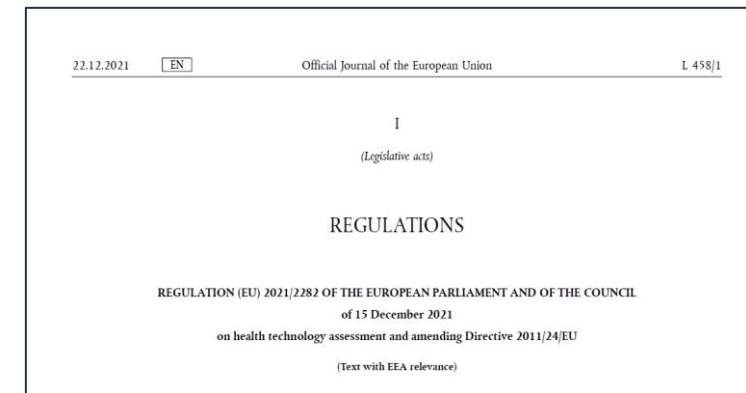 22.12.2021 EN Official Journal of the European Union L 458/1
I
(Legislative acts)
REGULATIONS
REGULATION (EU) 2021/2282 OF THE EUROPEAN PARLIAMENT AND OF THE COUNCIL
of 15 December 2021
on health technology assessment and amending Directive 2011/24/EU
(Text with EEA relevance)